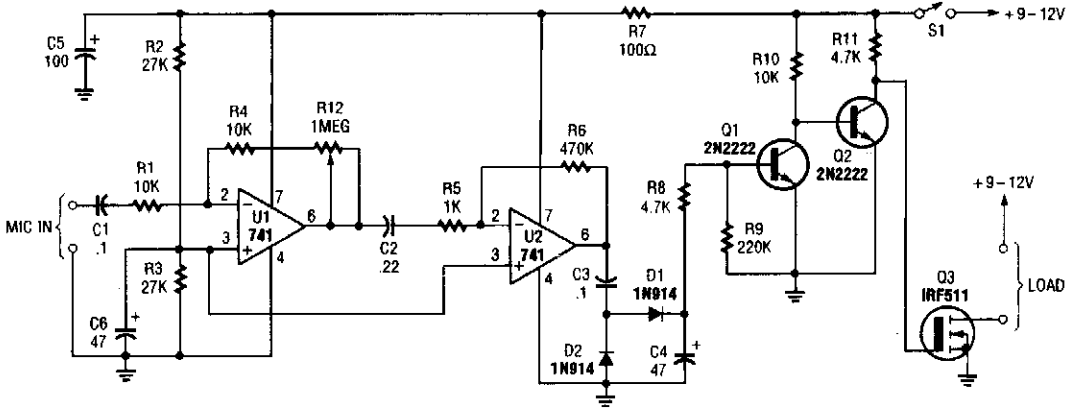 C5
100
+
R2
27K
R7
100Ω
R10
10K
R11
4.7K
S1
+9-12V
R4
10K
R12
1MEG
R6
470K
Q1
2N2222
Q2
2N2222
MIC IN
C1
.1
R1
10K
2
3
-
+
U1
741
7
6
4
C2
.22
R5
1K
2
3
-
+
U2
741
7
6
4
R8
4.7K
R9
220K
+9-12V
LOAD
Q3
IRF511
R3
27K
C6
47
+
C3
.1
D1
1N914
D2
1N914
C4
47
+